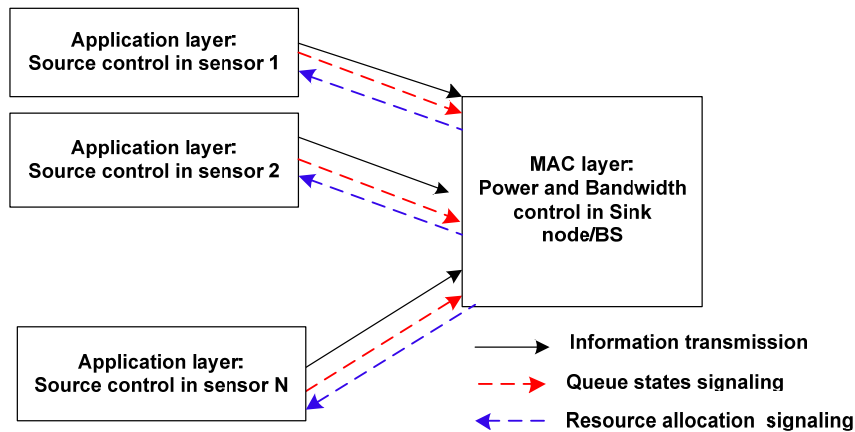 Application layer:
Source control in sensor 1
Application layer:
Source control in sensor 2
MAC layer:
Power and Bandwidth
control in Sink
node/BS
Application layer:
Source control in sensor N
Information transmission
Queue states signaling
Resource allocation signaling